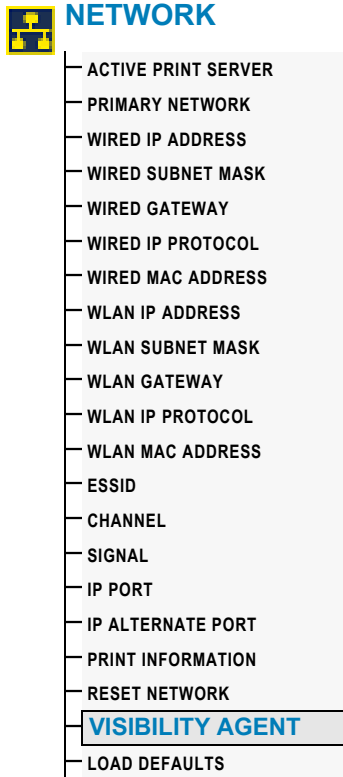 NETWORK
ACTIVE PRINT SERVER
PRIMARY NETWORK
WIRED IP ADDRESS
WIRED SUBNET MASK
WIRED GATEWAY
WIRED IP PROTOCOL
WIRED MAC ADDRESS
WLAN IP ADDRESS
WLAN SUBNET MASK
WLAN GATEWAY
WLAN IP PROTOCOL
WLAN MAC ADDRESS
ESSID
CHANNEL
SIGNAL
IP PORT
IP ALTERNATE PORT
PRINT INFORMATION
RESET NETWORK
VISIBILITY AGENT
LOAD DEFAULTS